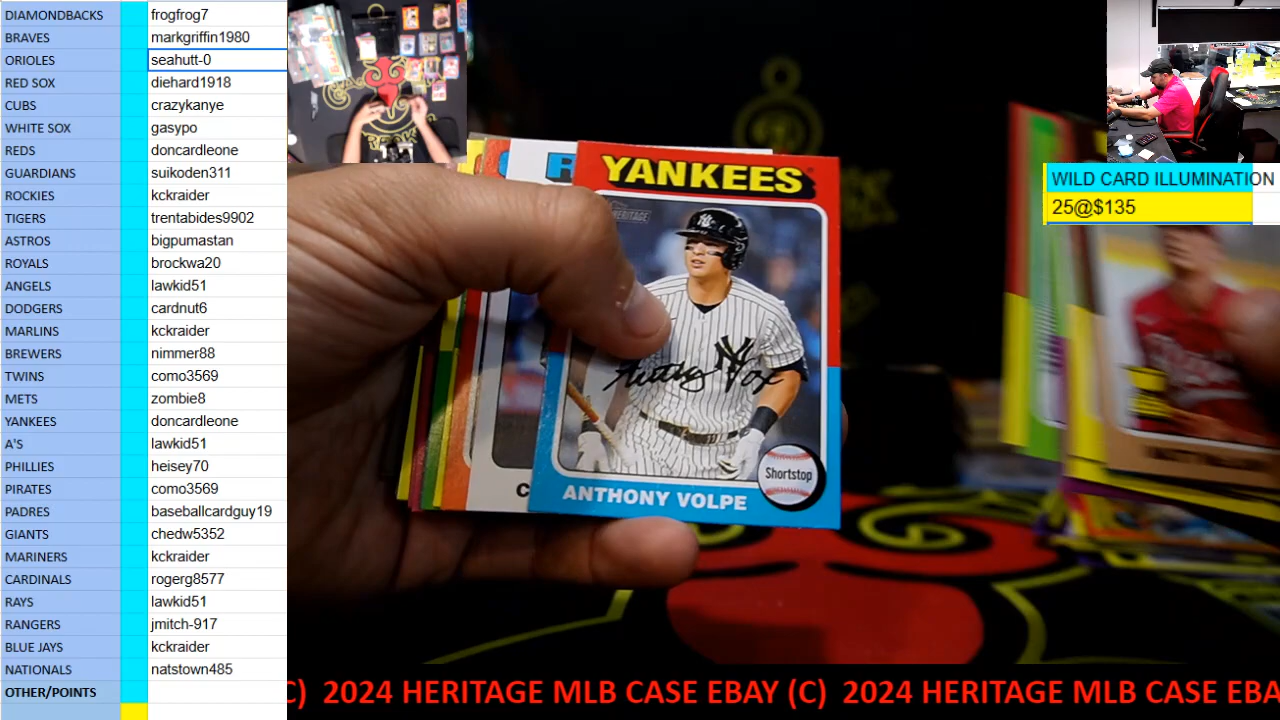 DIAMONDBACKS frogfrog7
BRAVES markgriffin1980
ORIOLES seahutt-0
RED SOX diehard1918
CUBS crazykanye
WHITE SOX gasypo
REDS doncardleone
GUARDIANS suikoden311
ROCKIES kckraider
TIGERS trentabides9902
ASTROS bigpumastan
ROYALS brockwa20
ANGELS lawkid51
DODGERS cardnut6
MARLINS kckraider
BREWERS nimmer88
TWINS como3569
METS zombie8
YANKEES doncardleone
A'S lawkid51
PHILLIES heisey70
PIRATES como3569
PADRES baseballcardguy19
GIANTS chedw5352
MARINERS kckraider
CARDINALS rogerg8577
RAYS lawkid51
RANGERS jmitch-917
BLUE JAYS kckraider
NATIONALS natstown485
OTHER/POINTS
WILD CARD ILLUMINATION
25@$135
YANKEES
HERITAGE
Shortstop
ANTHONY VOLPE
C) 2024 HERITAGE MLB CASE EBAY (C) 2024 HERITAGE MLB CASE EBA